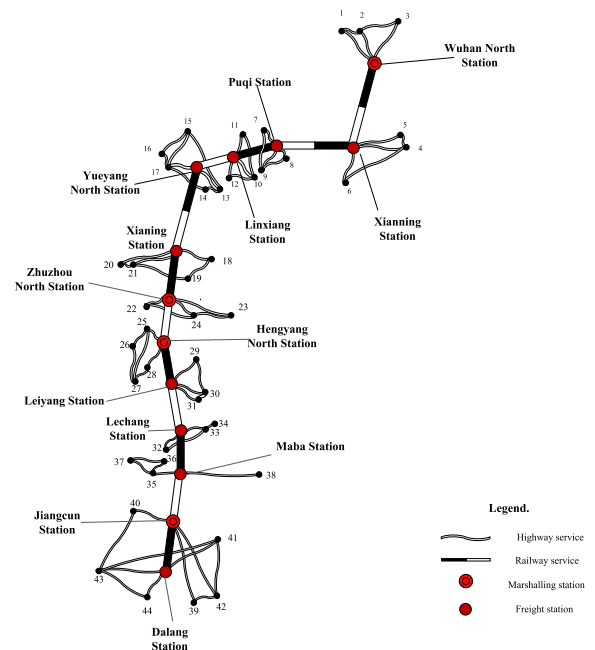 1
2
3
Wuhan North
Station
Puqi Station
15
11
7
5
4
16
17
8
9
12
10
6
14
13
Yueyang
North Station
Linxiang
Station
Xianning
Station
Xianing
Station
18
20
21
19
Zhuzhou
North Station
22
24
23
25
26
Hengyang
North Station
29
28
27
30
31
Leiyang Station
Lechang
Station
34
33
32
Maba Station
37
36
35
38
40
Jiangcun
Station
41
43
44
39
42
Dalang
Station
Legend.
Highway service
Railway service
Marshalling station
Freight station